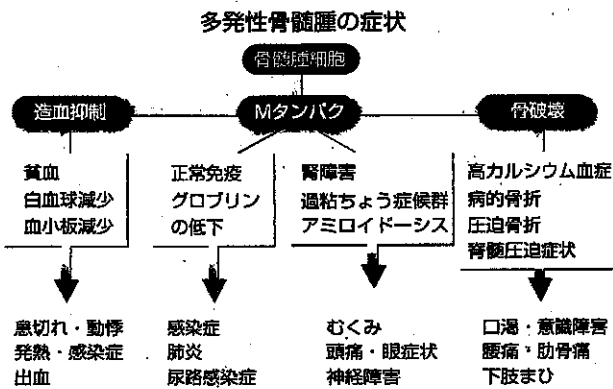 多発性骨髄腫の症状
骨髄腫細胞
造血抑制
Mタンパク
骨破壊
貧血
白血球減少
血小板減少
正常免疫
グロブリン
の低下
腎障害
過粘ちょう症候群
アミロイドーシス
高カルシウム血症
病的骨折
圧迫骨折
脊髄圧迫症状
息切れ・動悸
発熱・感染症
出血
感染症
肺炎
尿路感染症
むくみ
頭痛・眼症状
神経障害
口渇・意識障害
腰痛・肋骨痛
下肢まひ